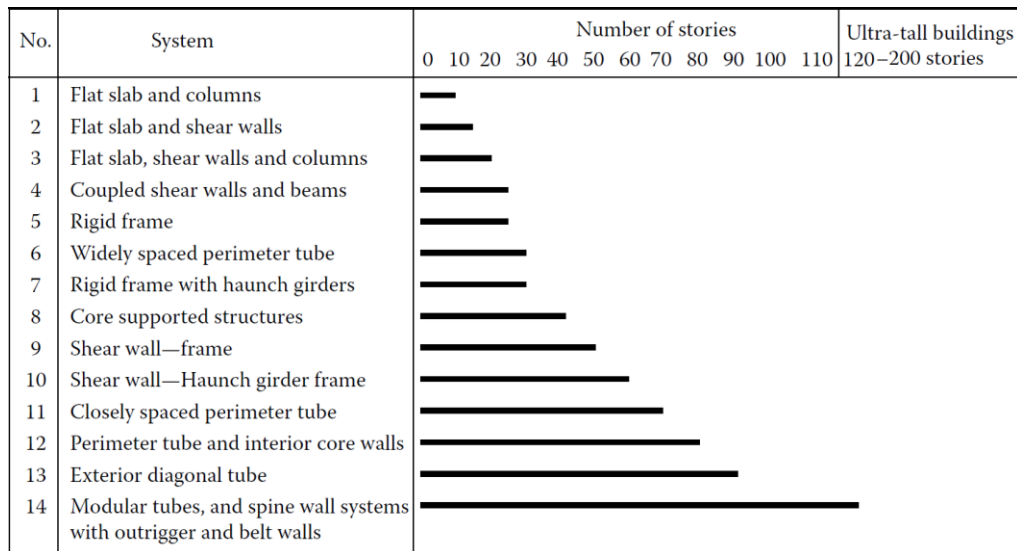 No. System Number of stories Ultra-tall buildings
0 10 20 30 40 50 60 70 80 90 100 110 120–200 stories
1 Flat slab and columns
2 Flat slab and shear walls
3 Flat slab, shear walls and columns
4 Coupled shear walls and beams
5 Rigid frame
6 Widely spaced perimeter tube
7 Rigid frame with haunch girders
8 Core supported structures
9 Shear wall—frame
10 Shear wall—Haunch girder frame
11 Closely spaced perimeter tube
12 Perimeter tube and interior core walls
13 Exterior diagonal tube
14 Modular tubes, and spine wall systems
with outrigger and belt walls